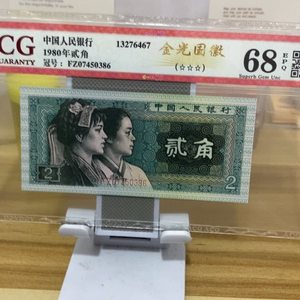 CG
GUARANTY
中国人民银行
1980年贰角
冠号：FZ07450386
13276467
金光国徽
(☆☆☆)
68
EPQ
Superb Gem Unc
中国人民银行
贰角
FZ07450386
2
2